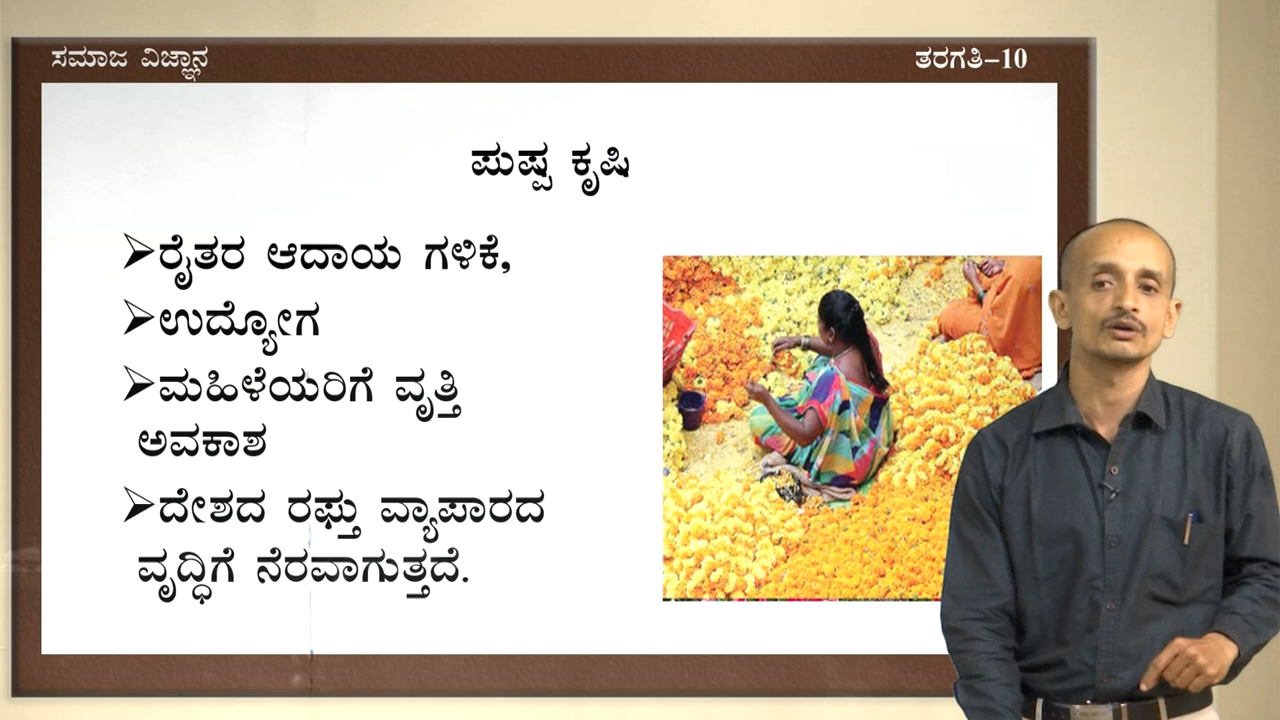 ಸಮಾಜ ವಿಜ್ಞಾನ
ತರಗತಿ-10
ಪುಷ್ಪ ಕೃಷಿ
➢ರೈತರ ಆದಾಯ ಗಳಿಕೆ,
➢ಉದ್ಯೋಗ
➢ಮಹಿಳೆಯರಿಗೆ ವೃತ್ತಿ
ಅವಕಾಶ
➢ದೇಶದ ರಫ್ತು ವ್ಯಾಪಾರದ
ವೃದ್ಧಿಗೆ ನೆರವಾಗುತ್ತದೆ.